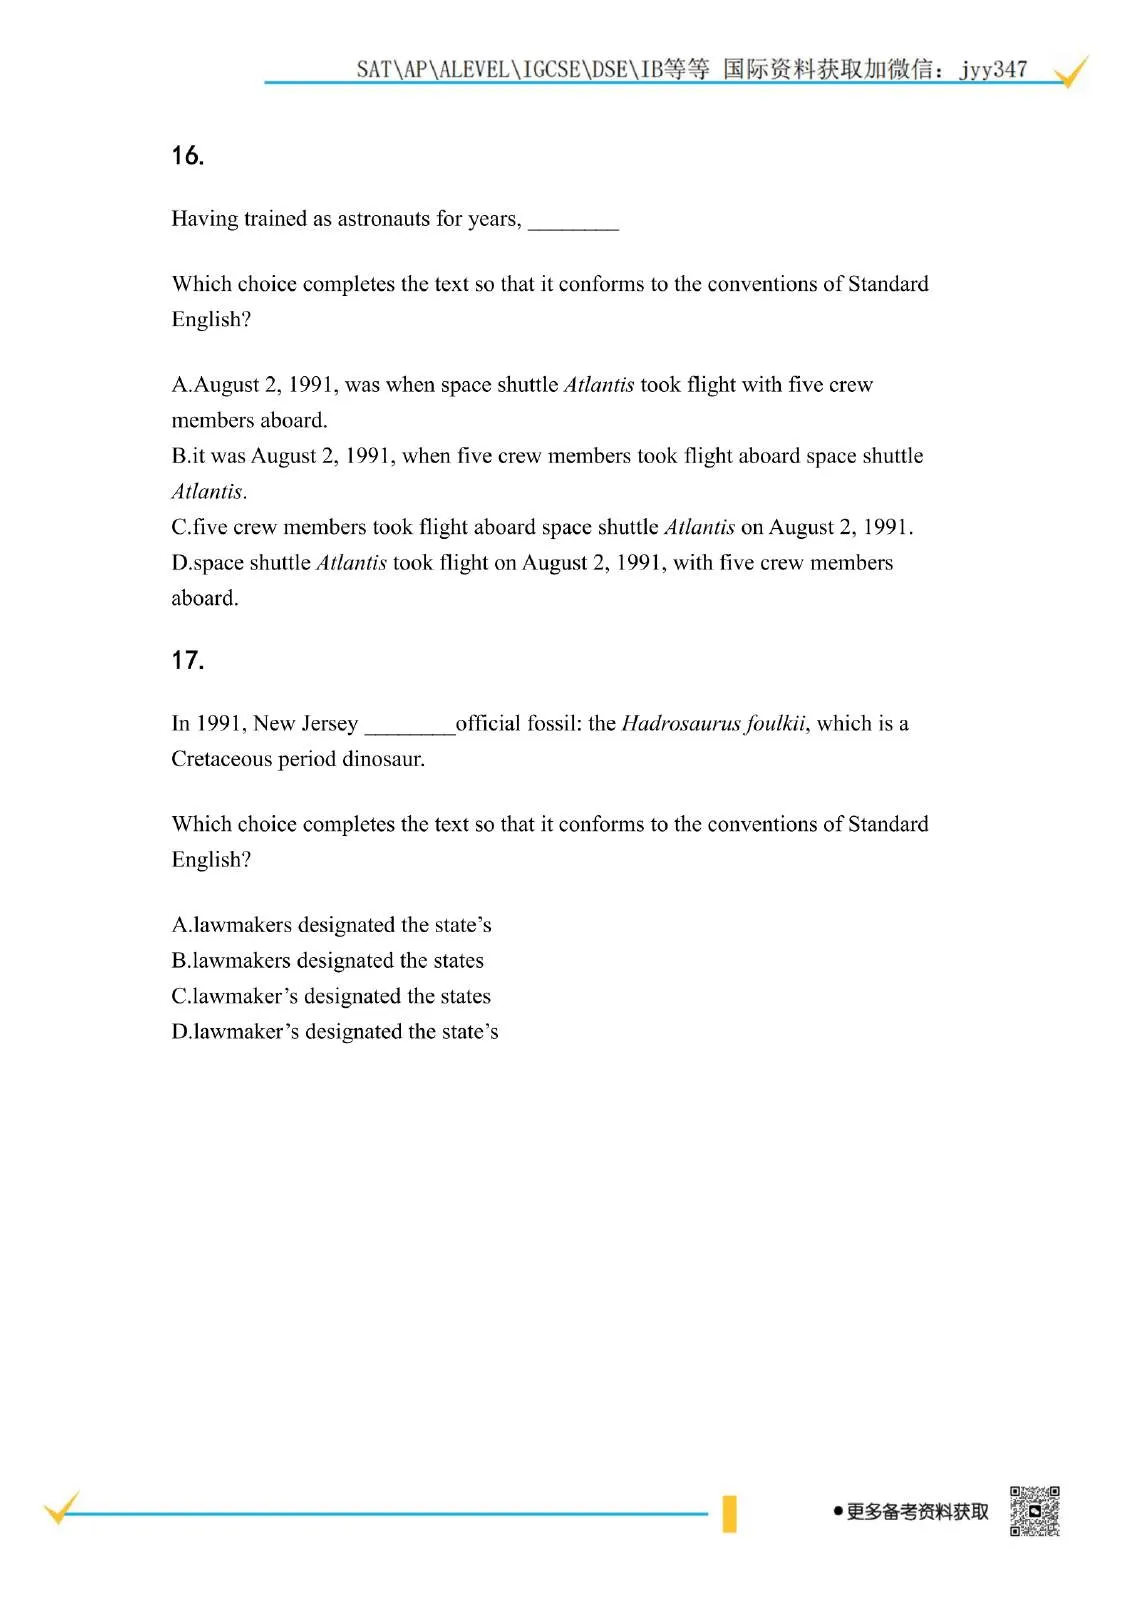 SAT\AP\ALEVEL\IGCSE\DSE\IB等等 国际资料获取加微信：jyy347
16.
Having trained as astronauts for years, ________
Which choice completes the text so that it conforms to the conventions of Standard
English?
A.August 2, 1991, was when space shuttle Atlantis took flight with five crew
members aboard.
B.it was August 2, 1991, when five crew members took flight aboard space shuttle
Atlantis.
C.five crew members took flight aboard space shuttle Atlantis on August 2, 1991.
D.space shuttle Atlantis took flight on August 2, 1991, with five crew members
aboard.
17.
In 1991, New Jersey ________official fossil: the Hadrosaurus foulkii, which is a
Cretaceous period dinosaur.
Which choice completes the text so that it conforms to the conventions of Standard
English?
A.lawmakers designated the state’s
B.lawmakers designated the states
C.lawmaker’s designated the states
D.lawmaker’s designated the state’s
●更多备考资料获取